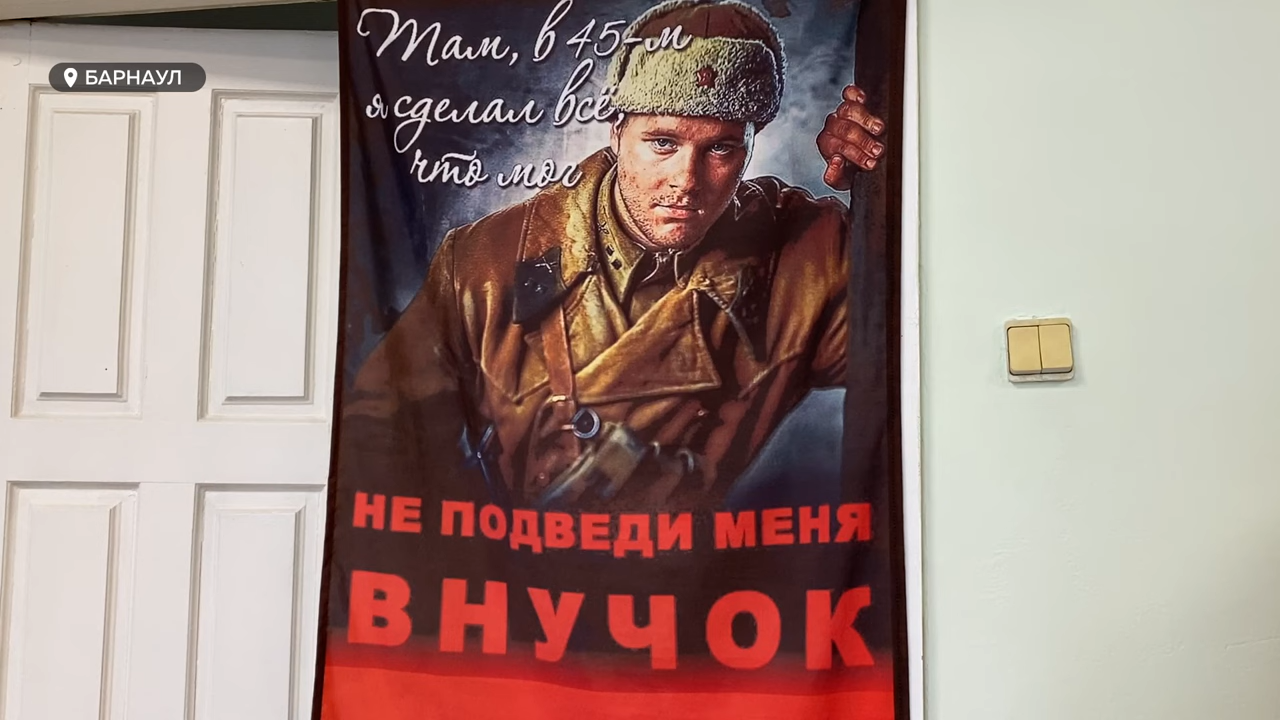 БАРНАУЛ
Там, в 45-м
я сделал всё,
что мог
НЕ ПОДВЕДИ МЕНЯ
ВНУЧОК